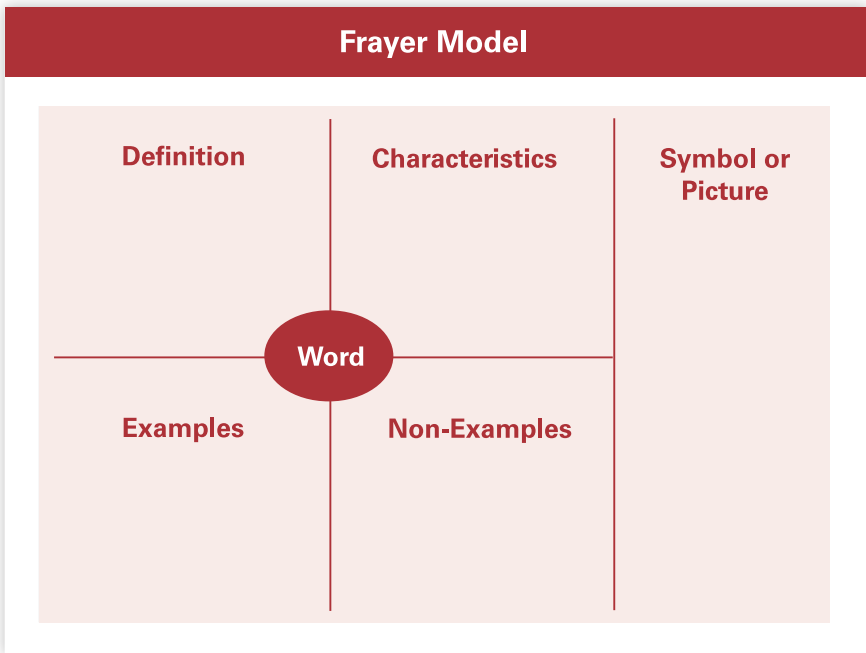 Frayer Model
Definition
Characteristics
Symbol or
Picture
Word
Examples
Non-Examples